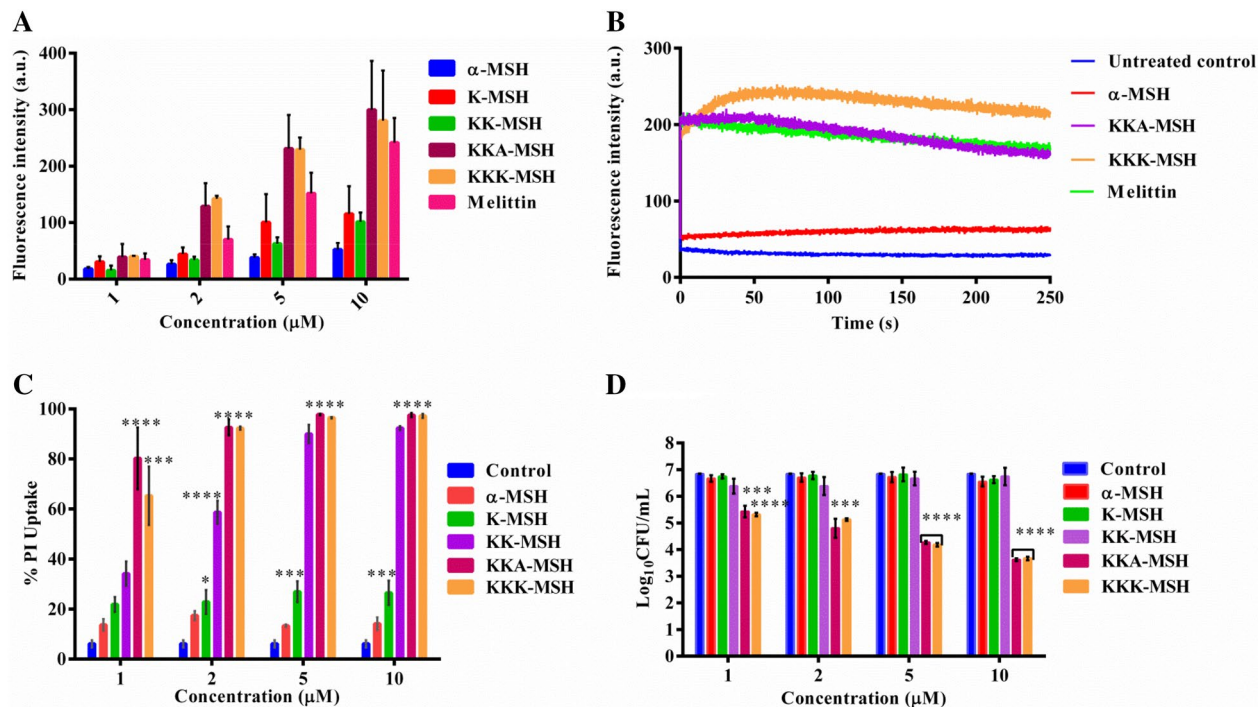 A
Fluorescence intensity (a.u.)
400
300
200
100
0
1
2
5
10
Concentration (μM)
α-MSH
K-MSH
KK-MSH
KKA-MSH
KKK-MSH
Melittin
B
Fluorescence intensity (a.u.)
300
200
100
0
0
50
100
150
200
250
Time (s)
Untreated control
α-MSH
KKA-MSH
KKK-MSH
Melittin
C
% PI Uptake
100
80
60
40
20
0
****
***
****
*
****
***
****
***
****
1
2
5
10
Concentration (μM)
Control
α-MSH
K-MSH
KK-MSH
KKA-MSH
KKK-MSH
D
Log10CFU/mL
8
7
6
5
4
3
2
1
0
***
****
***
****
****
1
2
5
10
Concentration (μM)
Control
α-MSH
K-MSH
KK-MSH
KKA-MSH
KKK-MSH